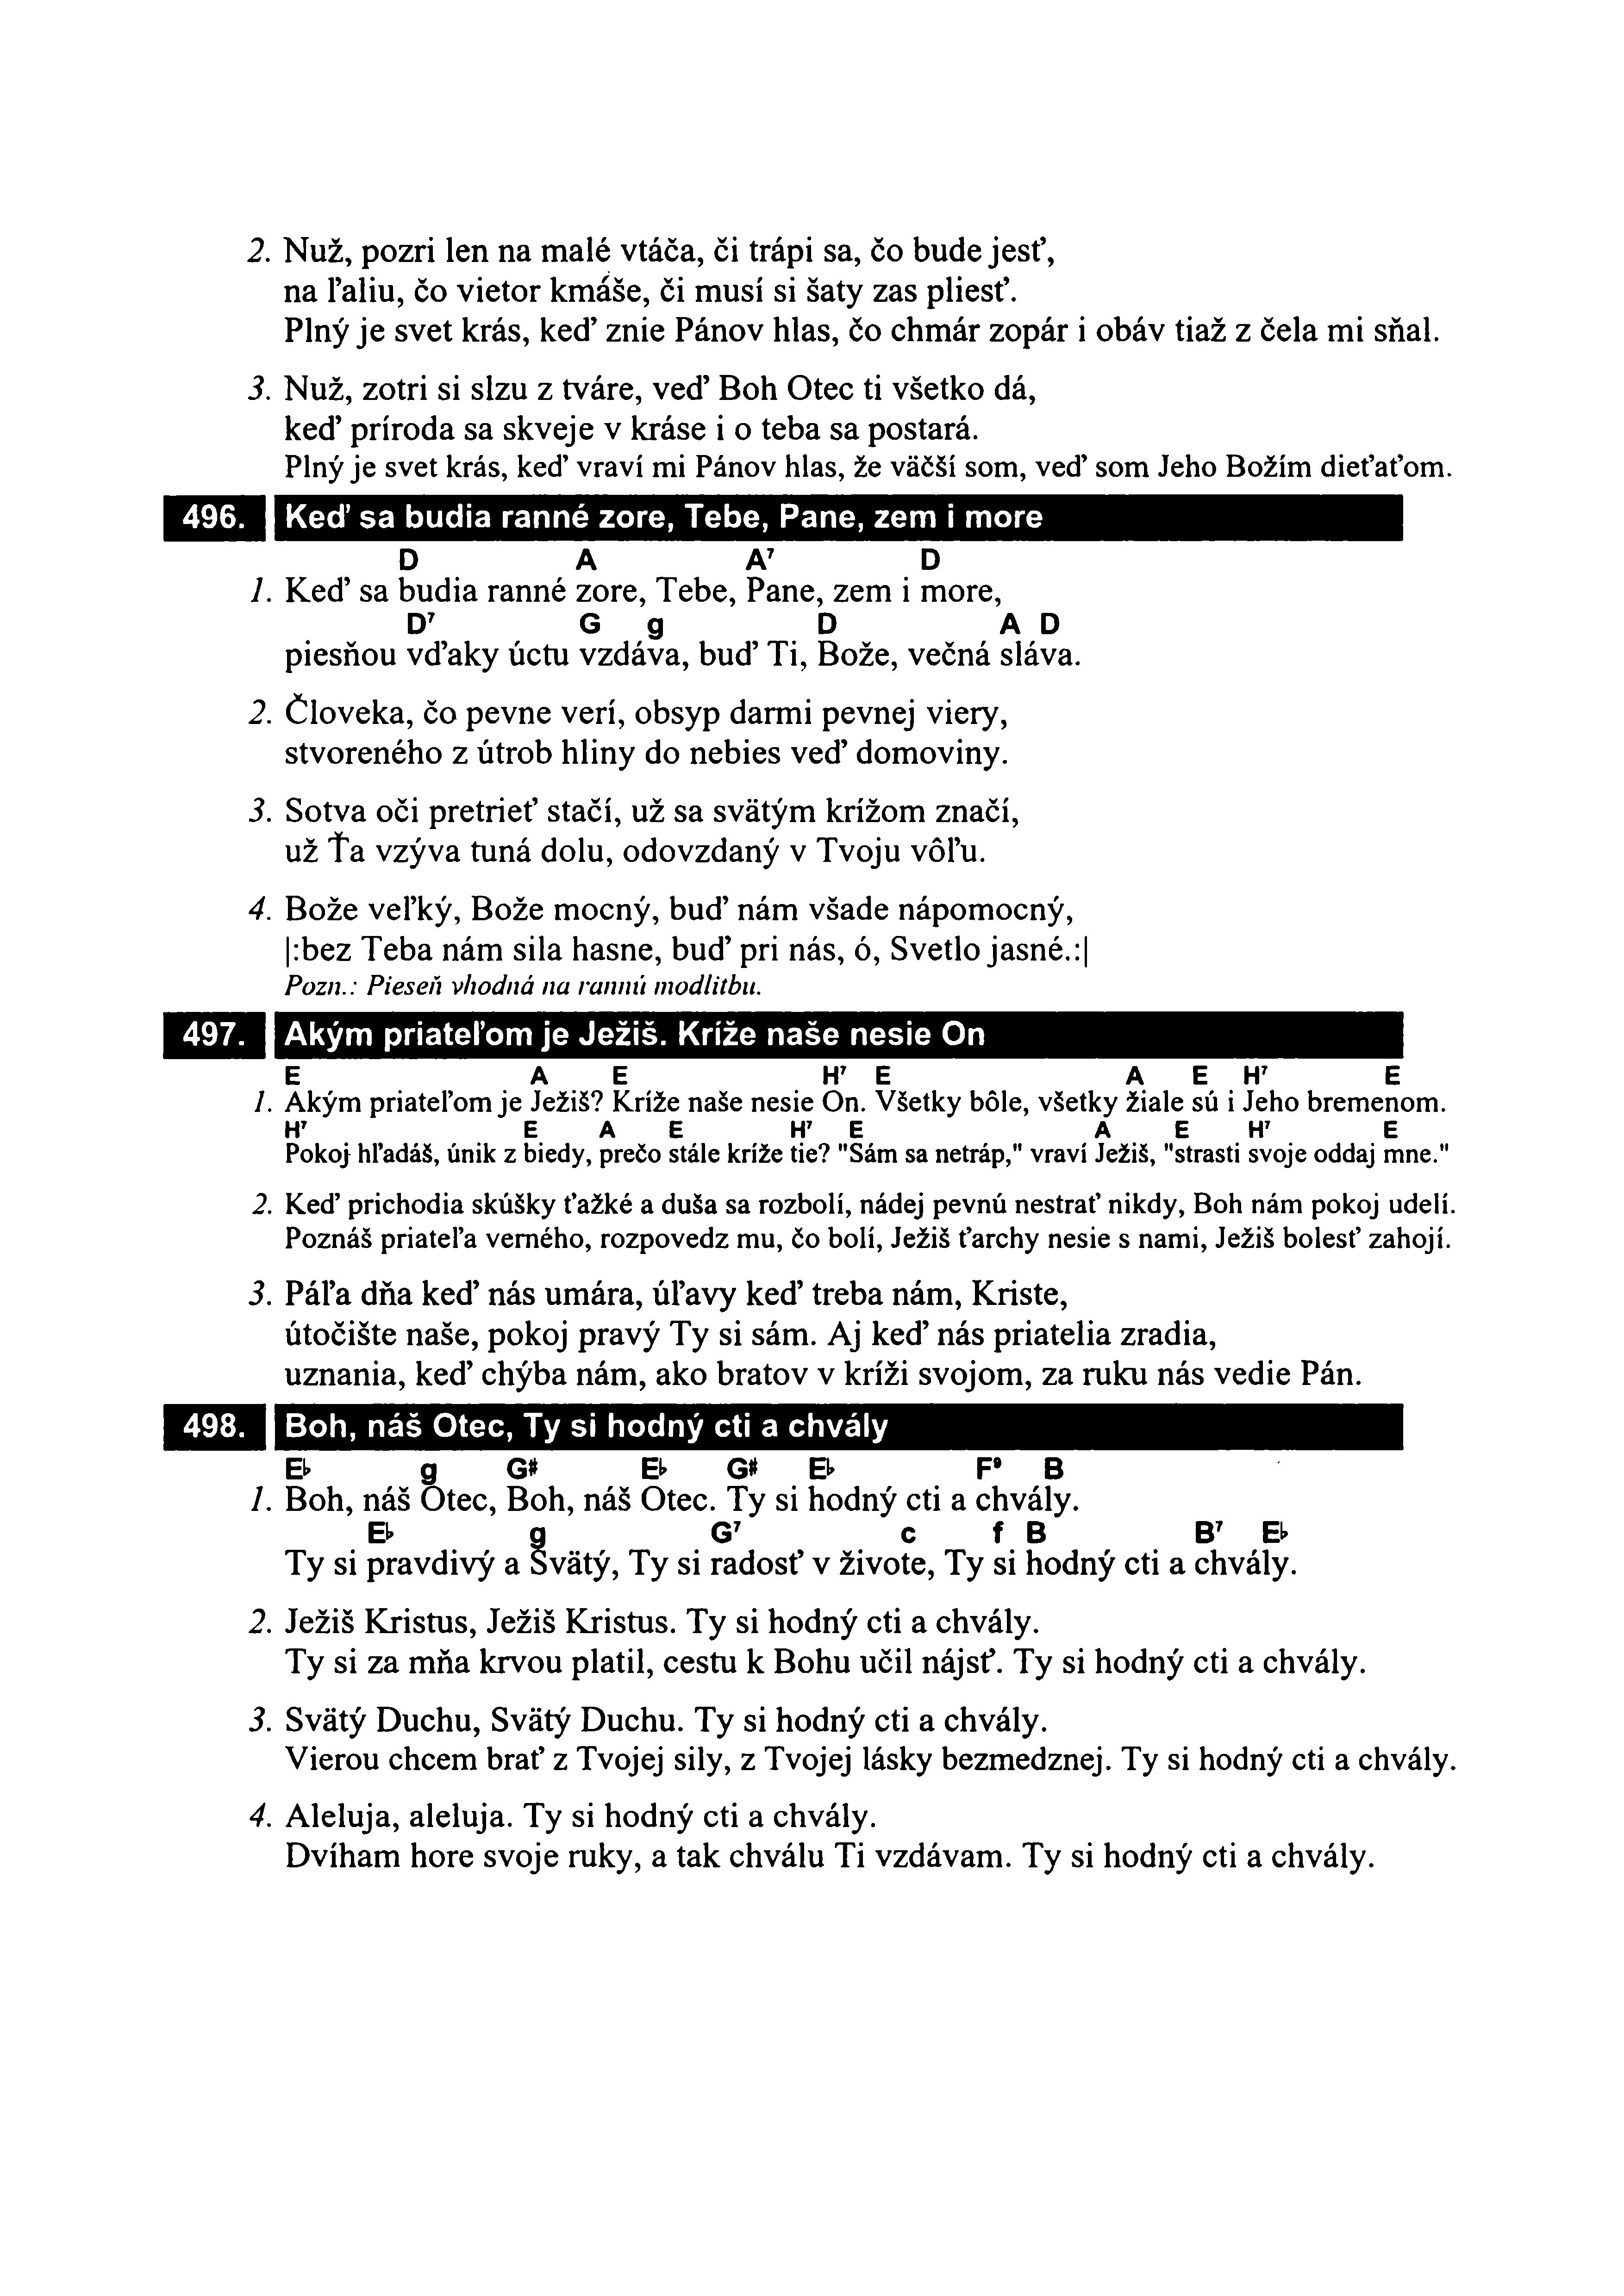 2. Nuž, pozri len na malé vtáča, či trápi sa, čo bude jesť,
na ľaliu, čo vietor kmáše, či musí si šaty zas pliesť.
Plný je svet krás, keď znie Pánov hlas, čo chmár zopár i obáv tiaž z čela mi sňal.
3. Nuž, zotri si slzu z tváre, veď Boh Otec ti všetko dá,
keď príroda sa skveje v kráse i o teba sa postará.
Plný je svet krás, keď vraví mi Pánov hlas, že väčší som, veď som Jeho Božím dieťaťom.
496. Keď sa budia ranné zore, Tebe, Pane, zem i more
D A A7 D
1. Keď sa budia ranné zore, Tebe, Pane, zem i more,
D7 G g D A D
piesňou vďaky úctu vzdáva, buď Ti, Bože, večná sláva.
2. Človeka, čo pevne verí, obsyp darmi pevnej viery,
stvoreného z útrob hliny do nebies veď domoviny.
3. Sotva oči pretrieť stačí, už sa svätým krížom značí,
už Ťa vzýva tuná dolu, odovzdaný v Tvoju vôľu.
4. Bože veľký, Bože mocný, buď nám všade nápomocný,
|:bez Teba nám sila hasne, buď pri nás, ó, Svetlo jasné.:|
Pozn.: Pieseň vhodná na rannú modlitbu.
497. Akým priateľom je Ježiš. Kríže naše nesie On
E A E H7 E A E H7 E
1. Akým priateľom je Ježiš? Kríže naše nesie On. Všetky bôle, všetky žiale sú i Jeho bremenom.
H7 E A E H7 E A E H7 E
Pokoj hľadáš, únik z biedy, prečo stále kríže tie? "Sám sa netráp," vraví Ježiš, "strasti svoje oddaj mne."
2. Keď prichodia skúšky ťažké a duša sa rozbolí, nádej pevnú nestrať nikdy, Boh nám pokoj udelí.
Poznáš priateľa verného, rozpovedz mu, čo bolí, Ježiš ťarchy nesie s nami, Ježiš bolesť zahojí.
3. Páľa dňa keď nás umára, úľavy keď treba nám, Kriste,
útočište naše, pokoj pravý Ty si sám. Aj keď nás priatelia zradia,
uznania, keď chýba nám, ako bratov v kríži svojom, za ruku nás vedie Pán.
498. Boh, náš Otec, Ty si hodný cti a chvály
E♭ g G# E♭ G# E♭ F9 B
1. Boh, náš Otec, Boh, náš Otec. Ty si hodný cti a chvály.
E♭ g G7 c f B B7 E♭
Ty si pravdivý a Svätý, Ty si radosť v živote, Ty si hodný cti a chvály.
2. Ježiš Kristus, Ježiš Kristus. Ty si hodný cti a chvály.
Ty si za mňa krvou platil, cestu k Bohu učil nájsť. Ty si hodný cti a chvály.
3. Svätý Duchu, Svätý Duchu. Ty si hodný cti a chvály.
Vierou chcem brať z Tvojej sily, z Tvojej lásky bezmedznej. Ty si hodný cti a chvály.
4. Aleluja, aleluja. Ty si hodný cti a chvály.
Dvíham hore svoje ruky, a tak chválu Ti vzdávam. Ty si hodný cti a chvály.